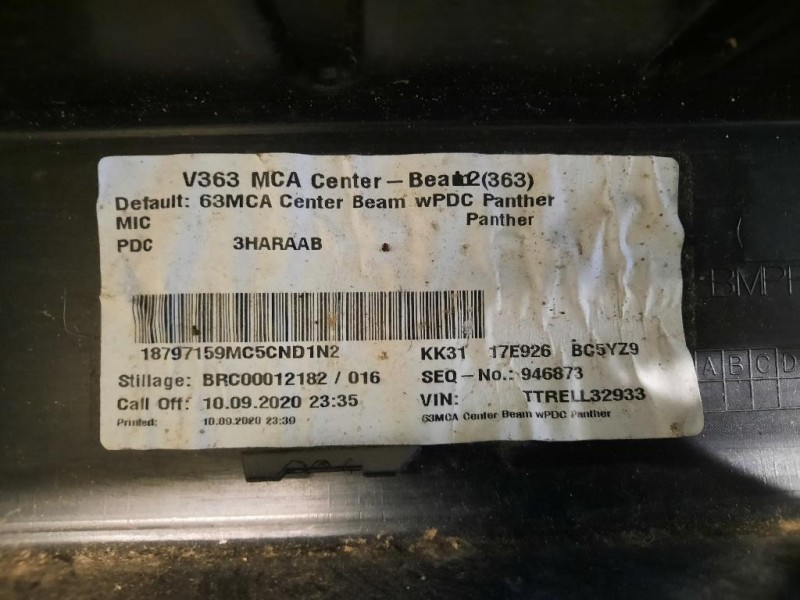 V363 MCA Center-Beam2(363)
Default: 63MCA Center Beam wPDC Panther
MIC Panther
PDC 3HARAAB
18797159MC5CND1N2 KK31 17E926 BC5YZ9
Stillage: BRC00012182 / 016 SEQ-No.: 946873
Call Off: 10.09.2020 23:35 VIN: TTRELL32933
Printed: 10.09.2020 23:39 63MCA Center Beam wPDC Panther
A B C D